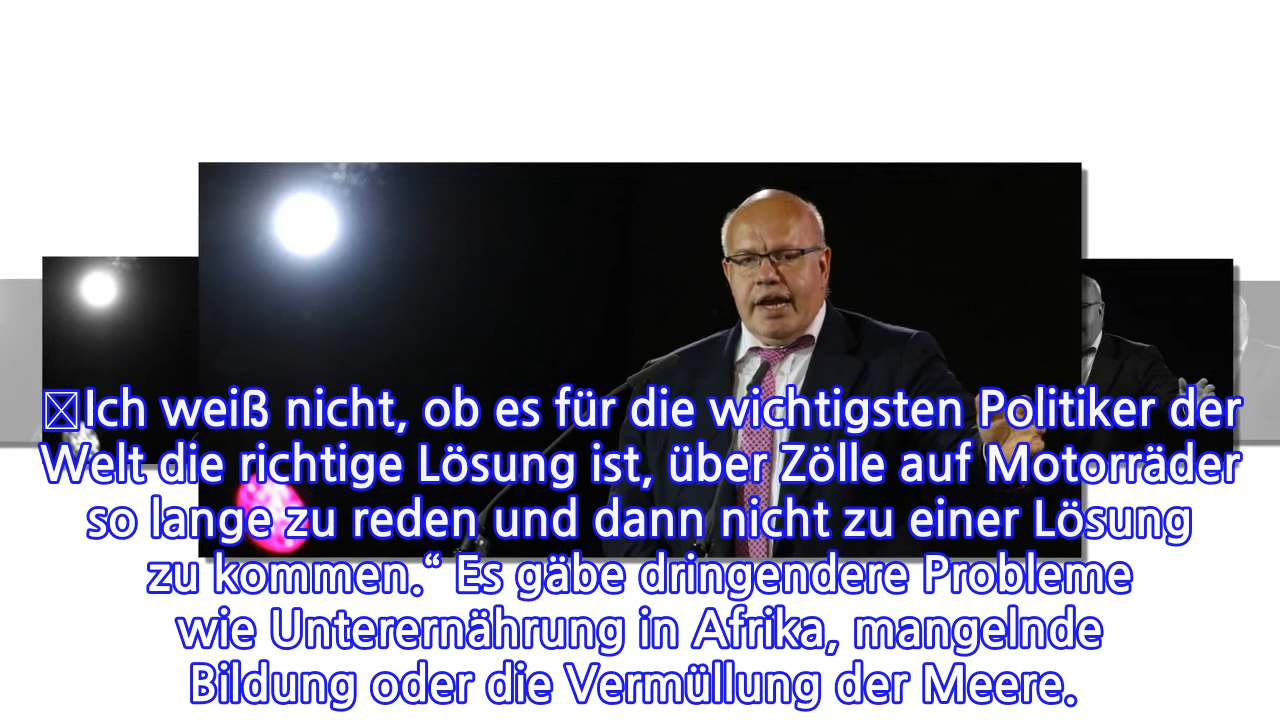 Ich weiß nicht, ob es für die wichtigsten Politiker der
Welt die richtige Lösung ist, über Zölle auf Motorräder
so lange zu reden und dann nicht zu einer Lösung
zu kommen.“ Es gäbe dringendere Probleme
wie Unterernährung in Afrika, mangelnde
Bildung oder die Vermüllung der Meere.